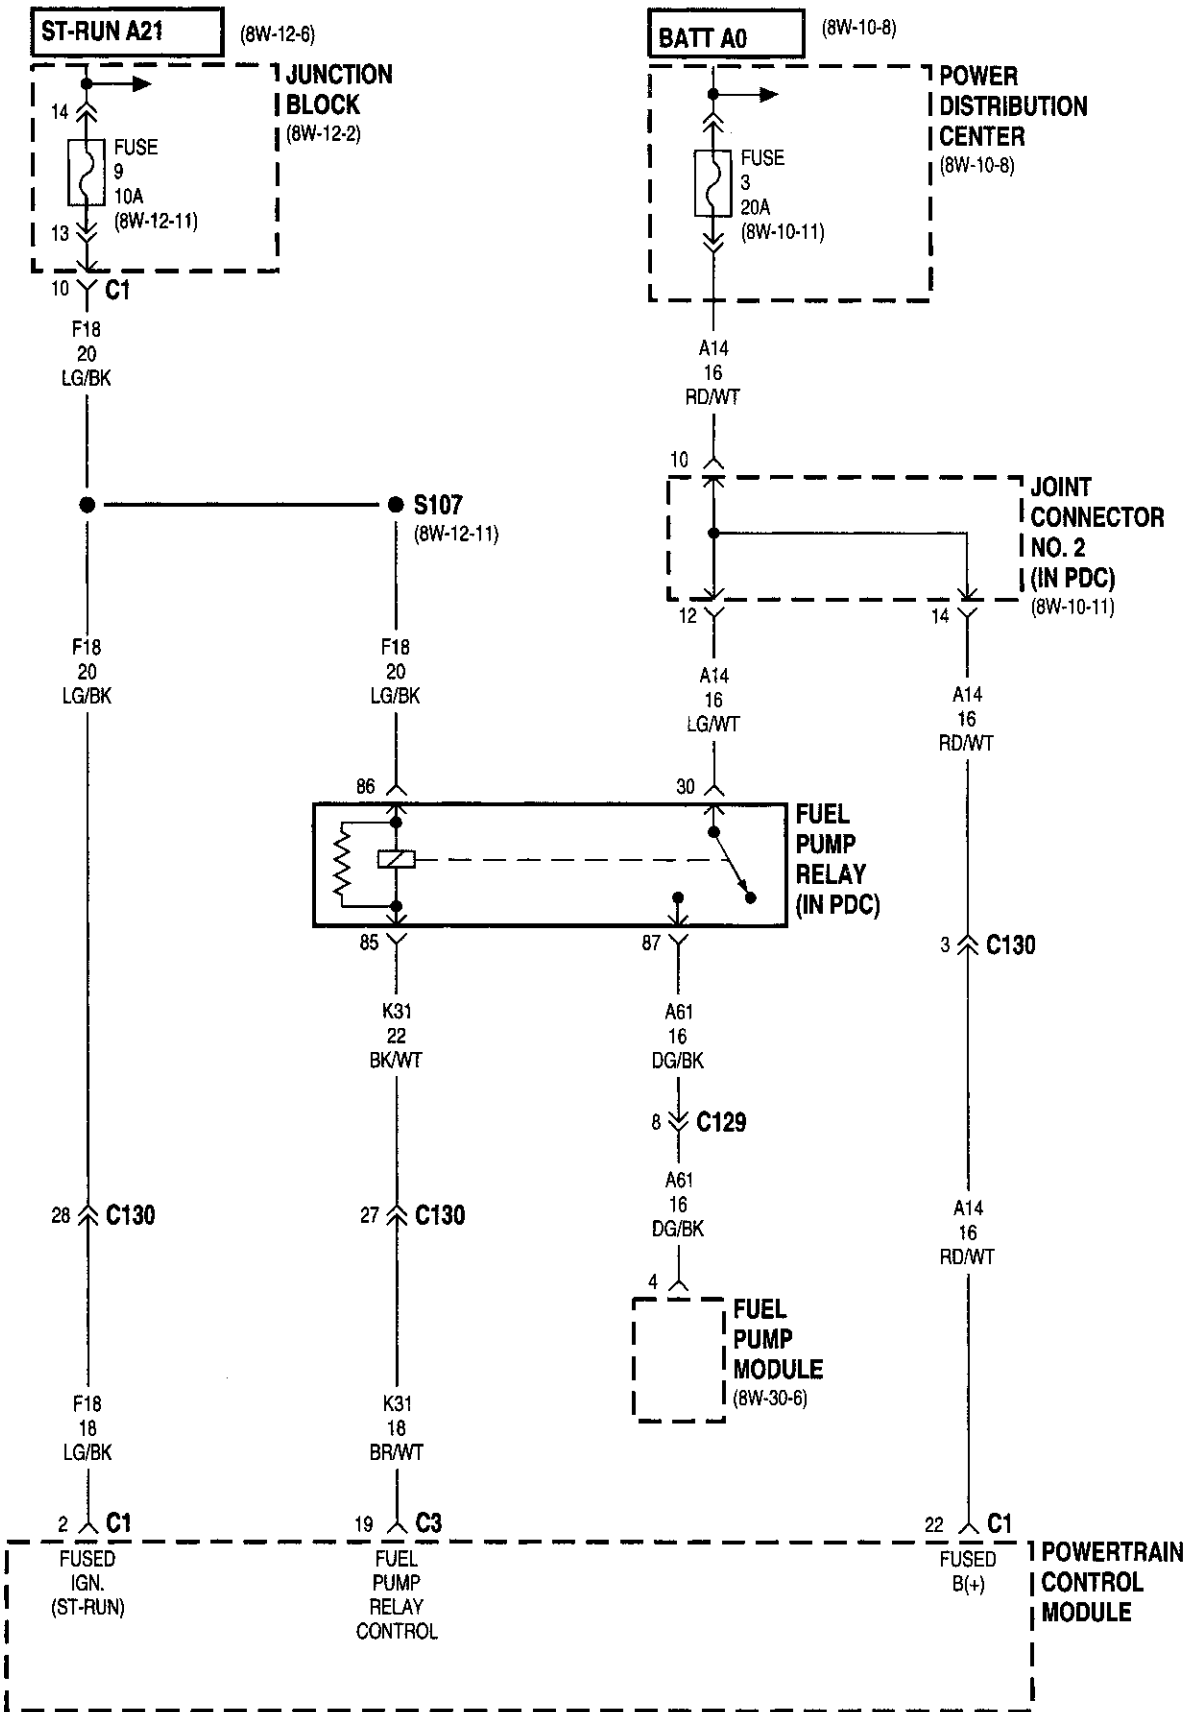 ST-RUN A21
(8W-12-6)
BATT A0
(8W-10-8)
JUNCTION
BLOCK
(8W-12-2)
14
FUSE
9
10A
(8W-12-11)
13
10
C1
POWER
DISTRIBUTION
CENTER
(8W-10-8)
FUSE
3
20A
(8W-10-11)
F18
20
LG/BK
A14
16
RD/WT
10
S107
(8W-12-11)
JOINT
CONNECTOR
NO. 2
(IN PDC)
(8W-10-11)
12
14
F18
20
LG/BK
F18
20
LG/BK
A14
16
LG/WT
A14
16
RD/WT
86
30
FUEL
PUMP
RELAY
(IN PDC)
85
87
3
C130
K31
22
BK/WT
A61
16
DG/BK
8
C129
A61
16
DG/BK
28
C130
27
C130
A14
16
RD/WT
4
FUEL
PUMP
MODULE
(8W-30-6)
F18
18
LG/BK
K31
18
BR/WT
2
C1
19
C3
22
C1
FUSED
IGN.
(ST-RUN)
FUEL
PUMP
RELAY
CONTROL
FUSED
B(+)
POWERTRAIN
CONTROL
MODULE